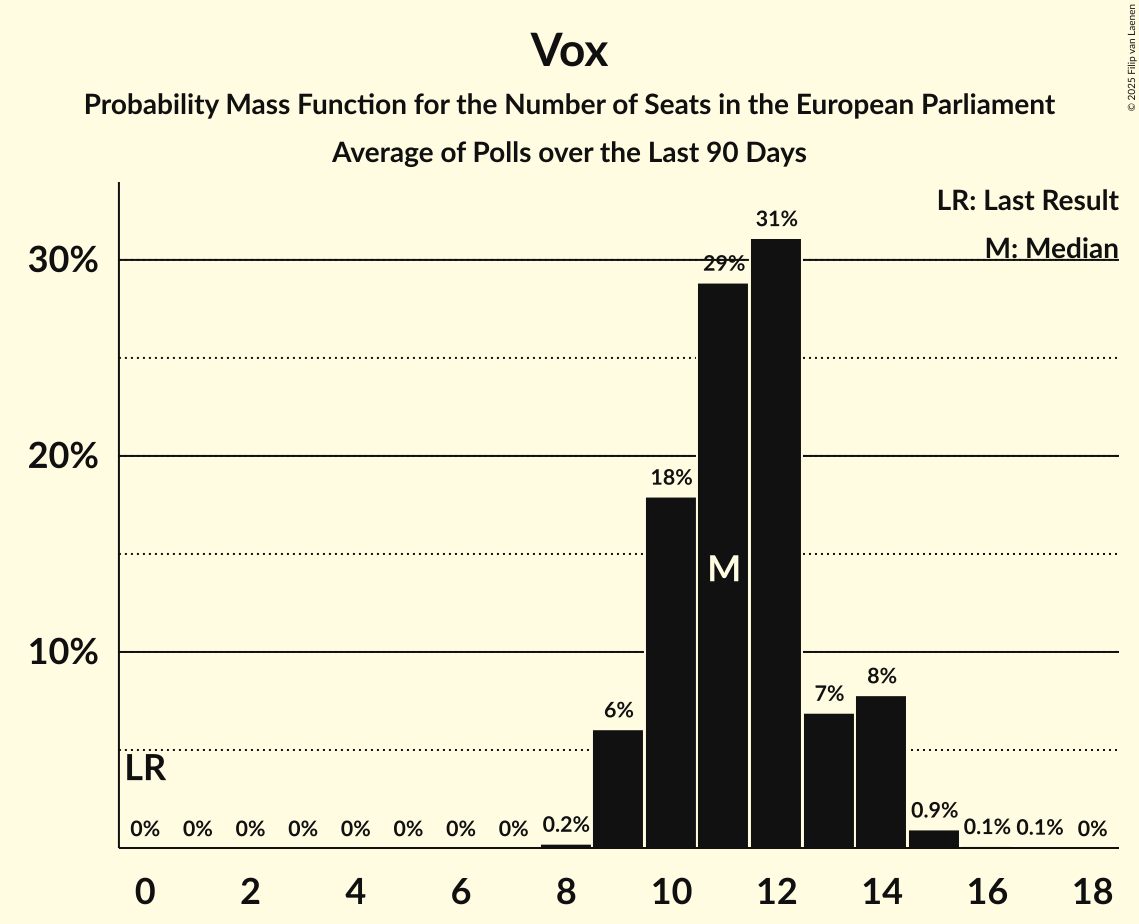 Vox
Probability Mass Function for the Number of Seats in the European Parliament
Average of Polls over the Last 90 Days
© 2025 Filip van Laenen
LR: Last Result
M: Median
30%
20%
10%
31%
29%
18%
M
6%
7%
8%
LR
0% 0% 0% 0% 0% 0% 0% 0% 0.2% 0.9% 0.1% 0.1% 0%
0 2 4 6 8 10 12 14 16 18